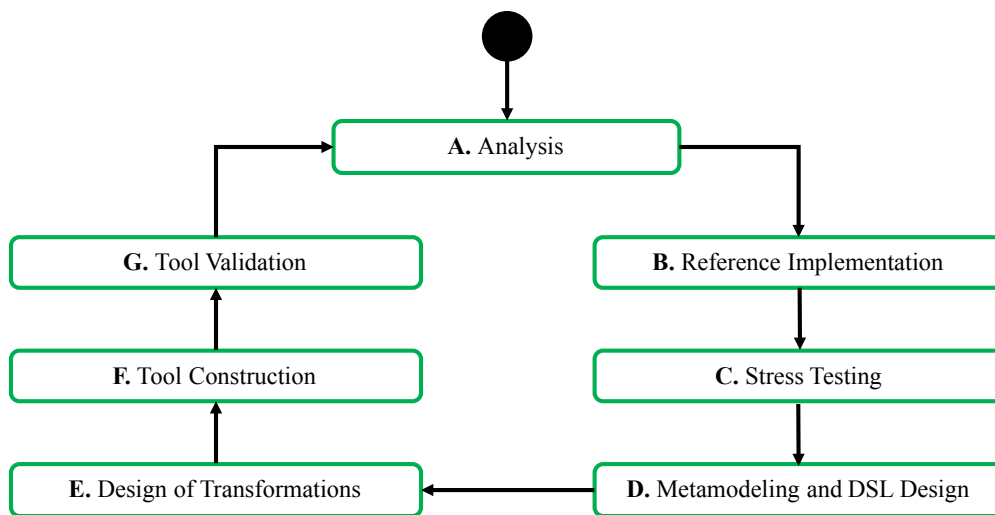 A. Analysis
G. Tool Validation
B. Reference Implementation
F. Tool Construction
C. Stress Testing
E. Design of Transformations
D. Metamodeling and DSL Design